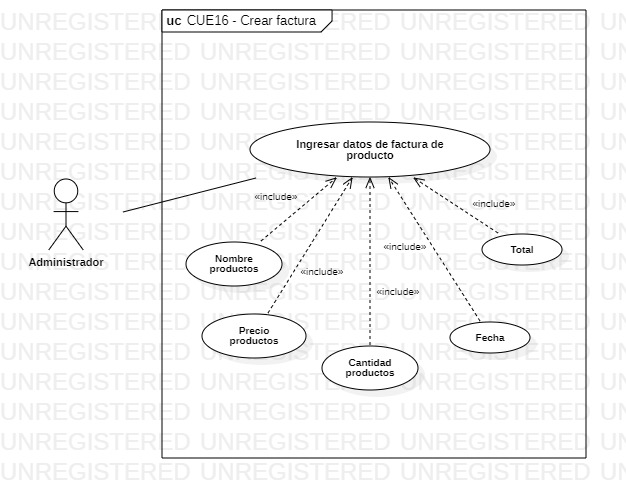 uc CUE16 - Crear factura
Ingresar datos de factura de
producto
«include»
«include»
Administrador
Nombre
productos
«include»
Total
«include»
«include»
Precio
productos
Fecha
Cantidad
productos
UNREGISTERED